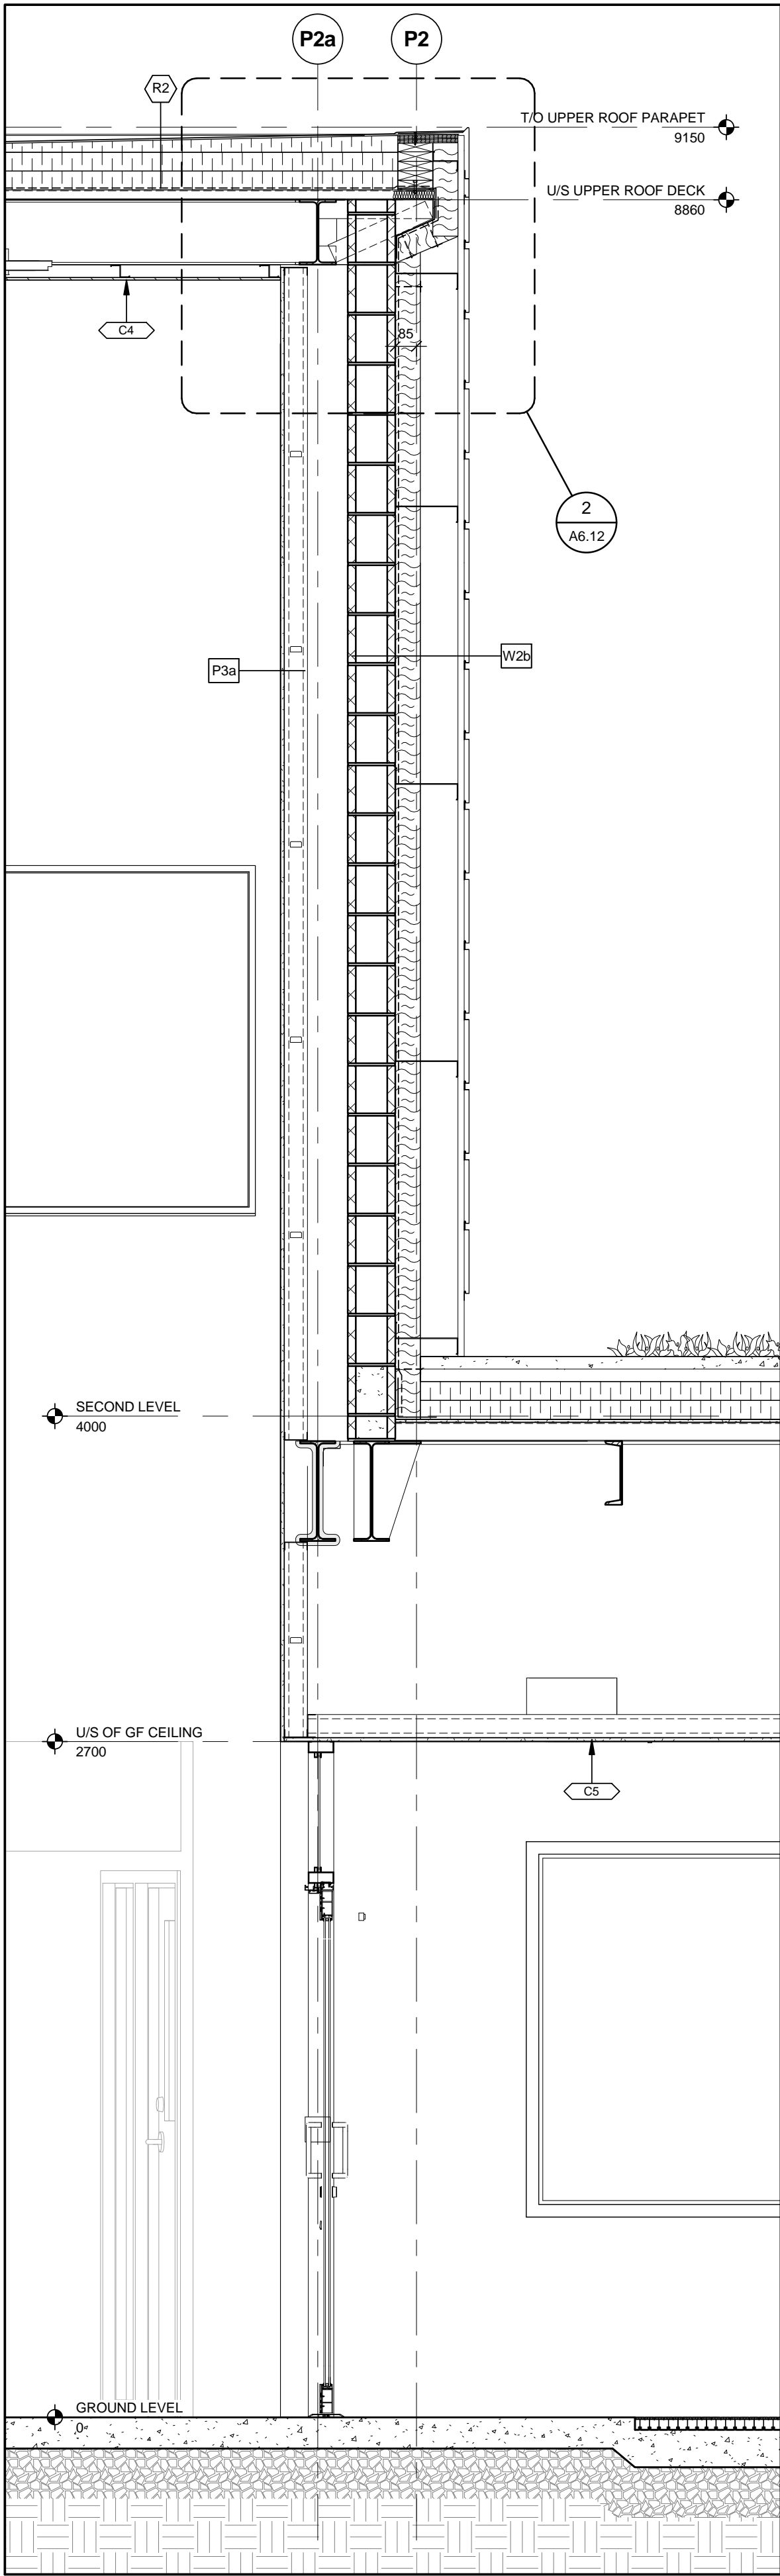 P2a
P2
R2
T/O UPPER ROOF PARAPET
9150
U/S UPPER ROOF DECK
8860
C4
85
2
A6.12
P3a
W2b
SECOND LEVEL
4000
U/S OF GF CEILING
2700
C5
GROUND LEVEL
0